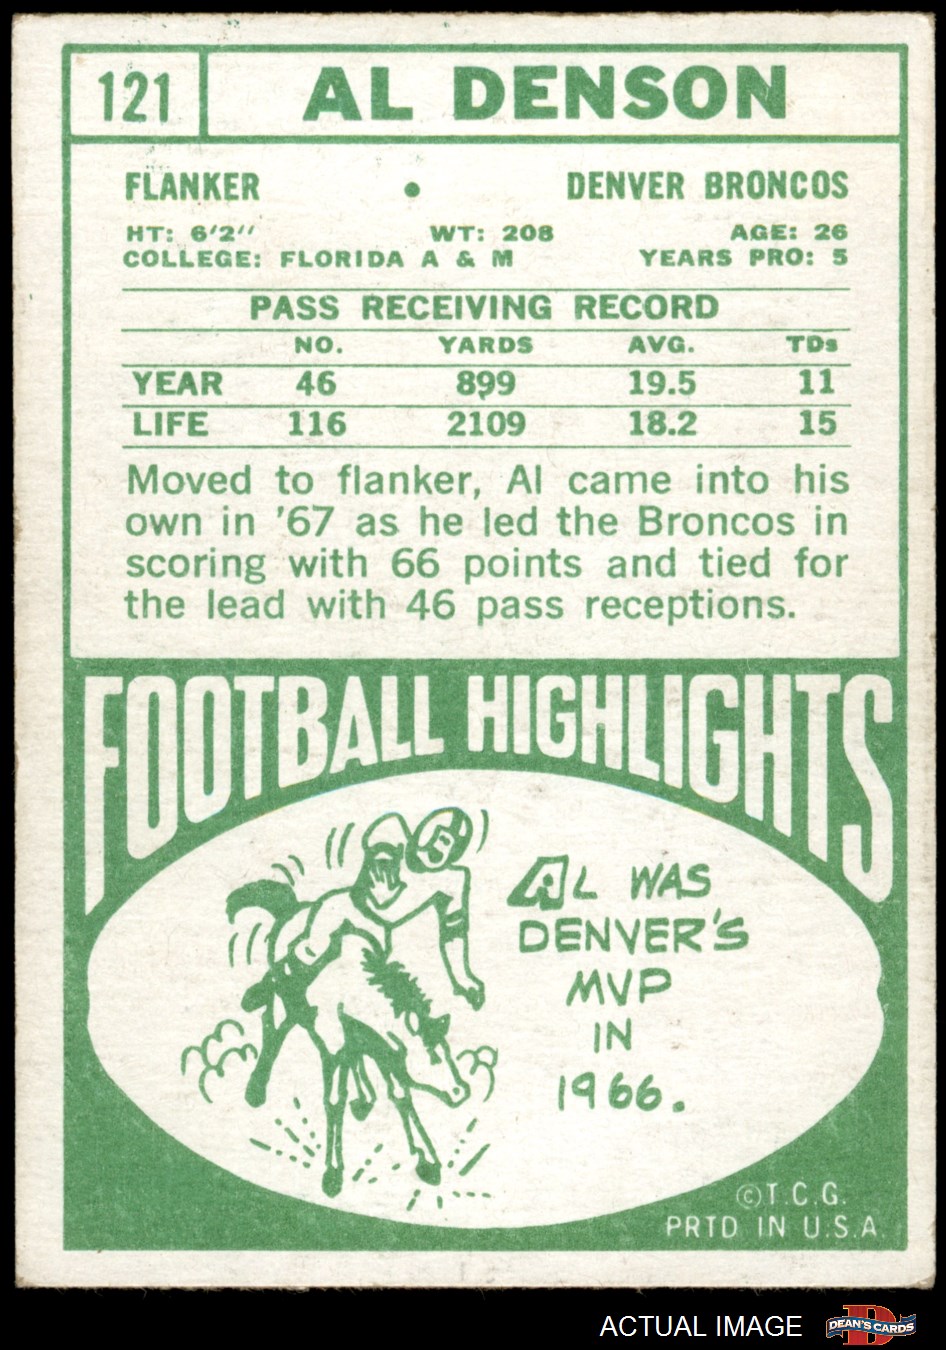 121 AL DENSON
FLANKER • DENVER BRONCOS
HT: 6'2" WT: 208 AGE: 26
COLLEGE: FLORIDA A & M YEARS PRO: 5
PASS RECEIVING RECORD
NO. YARDS AVG. TDs
YEAR 46 899 19.5 11
LIFE 116 2109 18.2 15
Moved to flanker, Al came into his
own in '67 as he led the Broncos in
scoring with 66 points and tied for
the lead with 46 pass receptions.
FOOTBALL HIGHLIGHTS
AL WAS
DENVER'S
MVP
IN
1966.
©T.C.G.
PRTD IN U.S.A.
ACTUAL IMAGE
D
DEAN'S CARDS